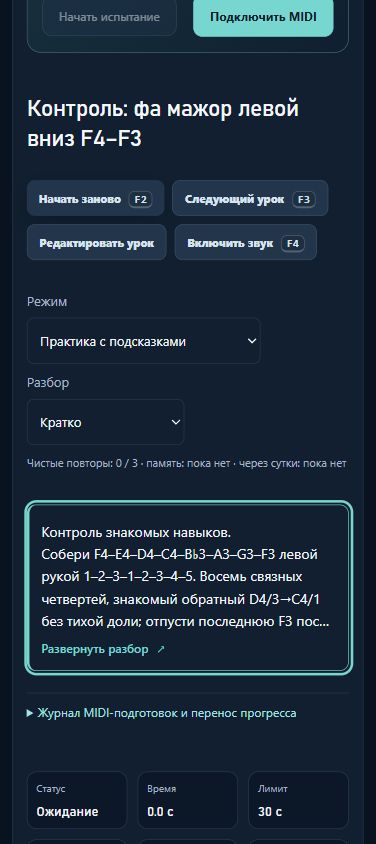 Начать испытание
Подключить MIDI
Контроль: фа мажор левой
вниз F4–F3
Начать заново F2
Следующий урок F3
Редактировать урок
Включить звук F4
Режим
Практика с подсказками
Разбор
Кратко
Чистые повторы: 0 / 3 · память: пока нет · через сутки: пока нет
Контроль знакомых навыков.
Собери F4–E4–D4–C4–B♭3–A3–G3–F3 левой
рукой 1–2–3–1–2–3–4–5. Восемь связных
четвертей, знакомый обратный D4/3→C4/1
без тихой доли; отпусти последнюю F3 пос...
Развернуть разбор ↗
▶ Журнал MIDI-подготовок и перенос прогресса
Статус
Ожидание
Время
0.0 с
Лимит
30 с